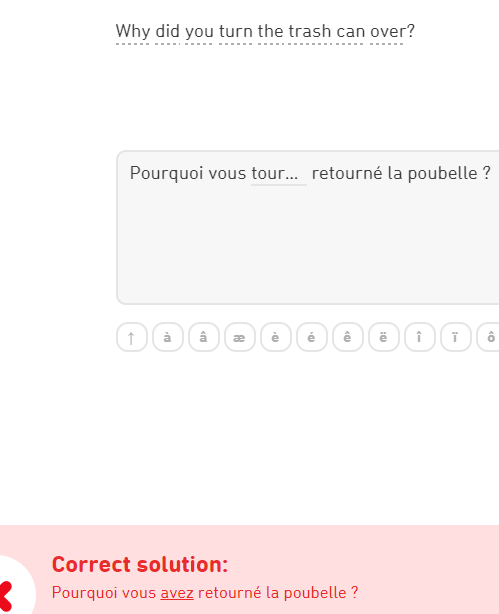 Why did you turn the trash can over?
Pourquoi vous tour... retourné la poubelle ?
↑ à â æ è é ê ë î ï ô
Correct solution:
Pourquoi vous avez retourné la poubelle ?